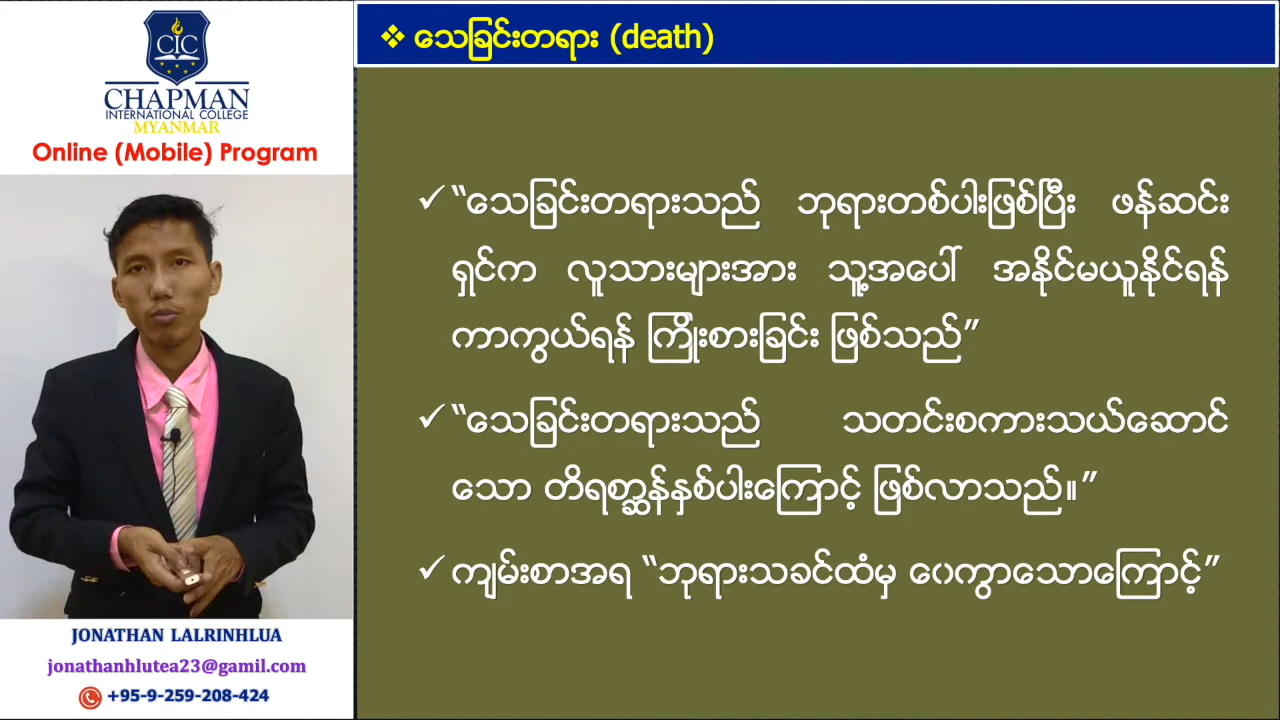 CIC
CHAPMAN
INTERNATIONAL COLLEGE
MYANMAR
Online (Mobile) Program
JONATHAN LALRINHLUA
jonathanhlutea23@gamil.com
+95-9-259-208-424
❖ သေခြင်းတရား (death)
✓ “သေခြင်းတရားသည် ဘုရားတစ်ပါးဖြစ်ပြီး ဖန်ဆင်း
ရှင်က လူသားများအား သူ့အပေါ် အနိုင်မယူနိုင်ရန်
ကာကွယ်ရန် ကြိုးစားခြင်း ဖြစ်သည်”
✓ “သေခြင်းတရားသည် သတင်းစကားသယ်ဆောင်
သော တိရစ္ဆာန်နှစ်ပါးကြောင့် ဖြစ်လာသည်။”
✓ ကျမ်းစာအရ “ဘုရားသခင်ထံမှ ဝေကွာသောကြောင့်”